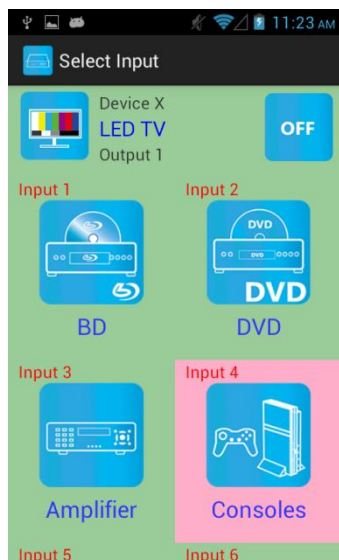 11:23 AM
Select Input
Device X
LED TV
Output 1
OFF
Input 1
Input 2
DVD
DVD
DVD
BD
DVD
Input 3
Input 4
Amplifier
Consoles
Input 5
Input 6